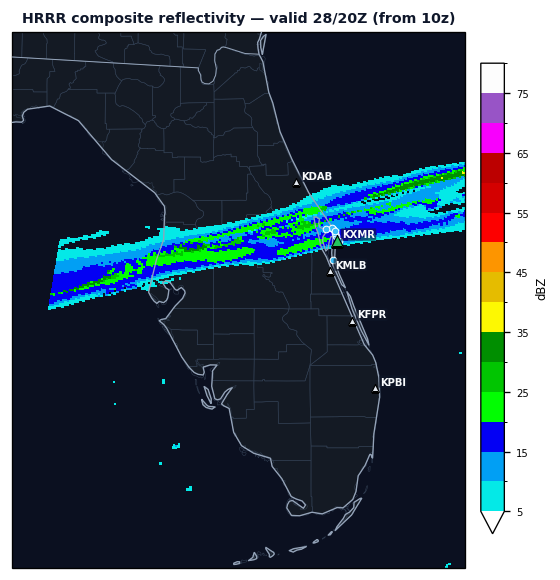 HRRR composite reflectivity — valid 28/20Z (from 10z)
KDAB
KXMR
KMLB
KFPR
KPBI
75
65
55
45
35
25
15
5
dBZ